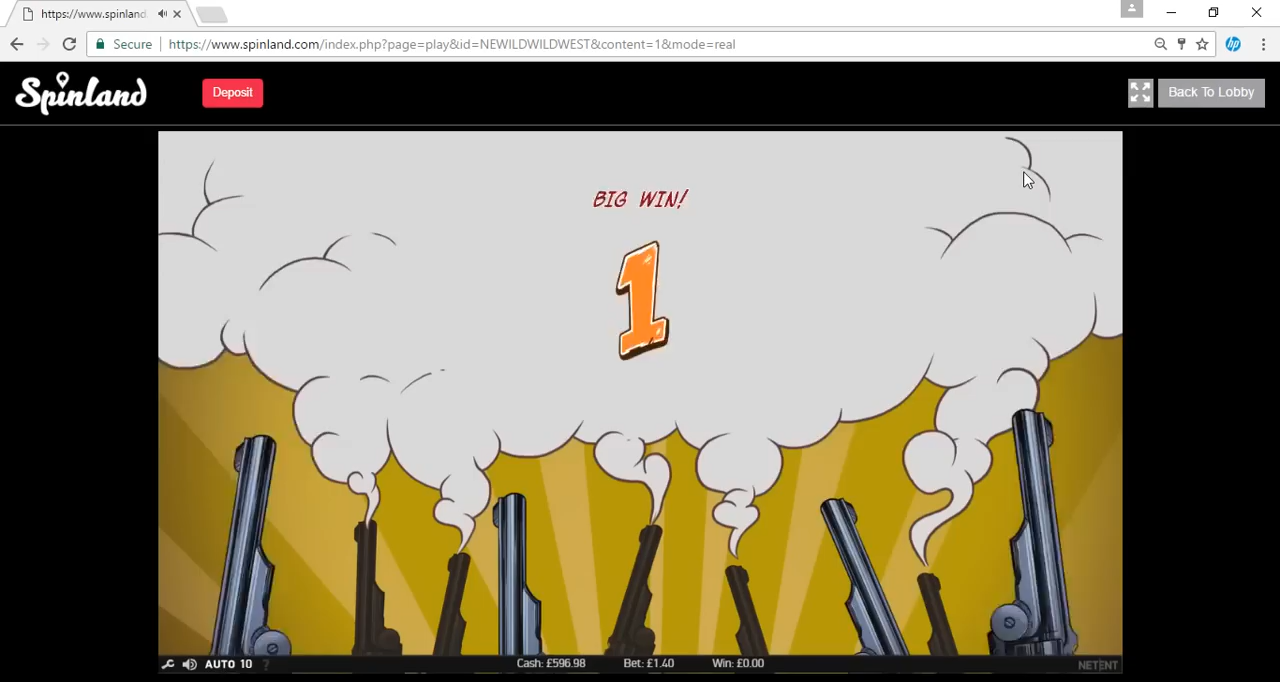 https://www.spinland.
Secure
https://www.spinland.com/index.php?page=play&id=NEWILDWILDWEST&content=1&mode=real
hp
Spinland
Deposit
Back To Lobby
BIG WIN!
1
AUTO 10 ?
Cash: £596.98
Bet: £1.40
Win: £0.00
NETENT